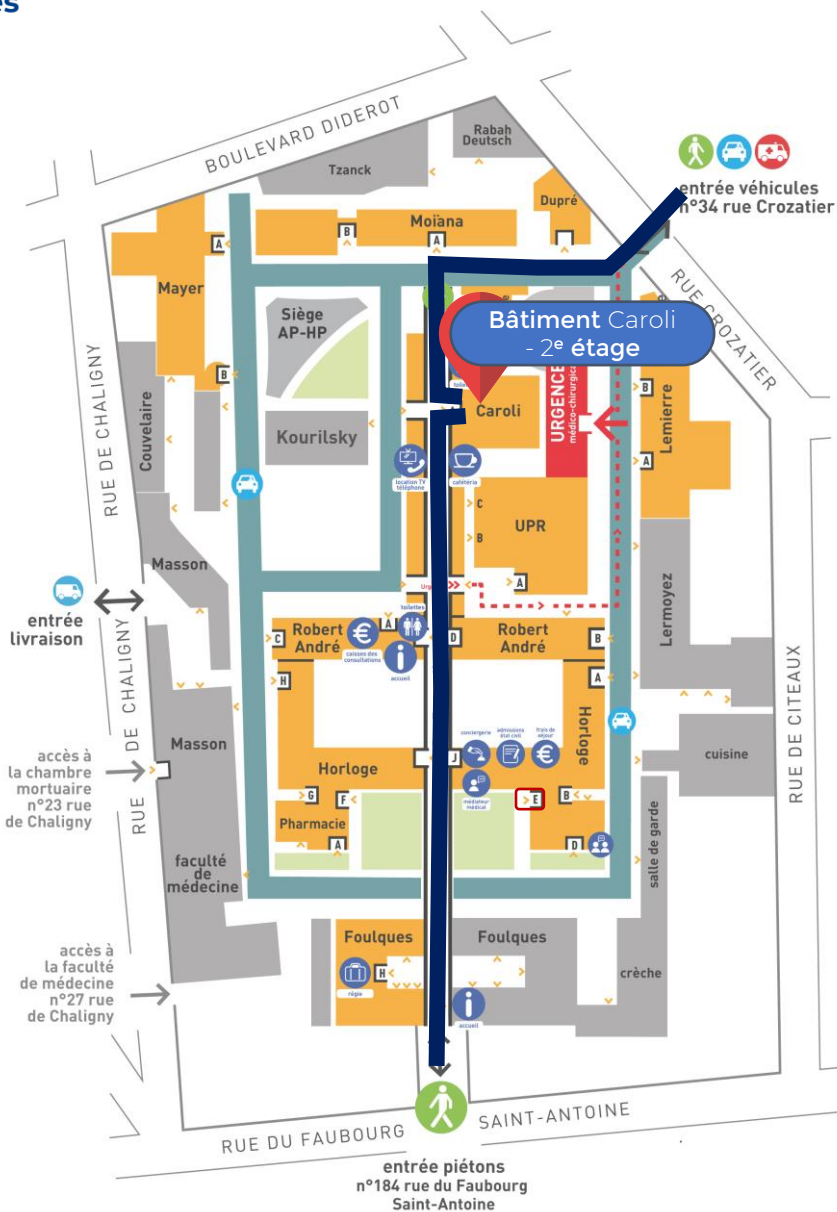 es
BOULEVARD DIDEROT
Rabah
Deutsch
Tzanck
entrée véhicules
n°34 rue Crozatier
Dupré
Moïana
B
A
A
Mayer
RUE CROZATIER
Siège
AP-HP
Bâtiment Caroli
- 2e étage
B
Couvelaire
RUE DE CHALIGNY
Kourilsky
Caroli
URGENCE
médico-chirurgica
B
Lemierre
A
location TV
téléphone
cafétéria
C
B
UPR
A
Masson
entrée
livraison
Lermoyez
toilettes
C
Robert
André
caisses des
consultations
A
accueil
D
Robert
André
B
H
A
Horloge
RUE DE CITEAUX
RUE DE CHALIGNY
Masson
conciergerie
admissions
état civil
frais de
séjour
J
Horloge
médiateur
médical
cuisine
accès à
la chambre
mortuaire
n°23 rue
de Chaligny
G
F
E
B
Pharmacie
A
D
salle de garde
faculté
de
médecine
Foulques
Foulques
H
régie
accueil
crèche
accès à
la faculté
de médecine
n°27 rue
de Chaligny
RUE DU FAUBOURG SAINT-ANTOINE
entrée piétons
n°184 rue du Faubourg
Saint-Antoine